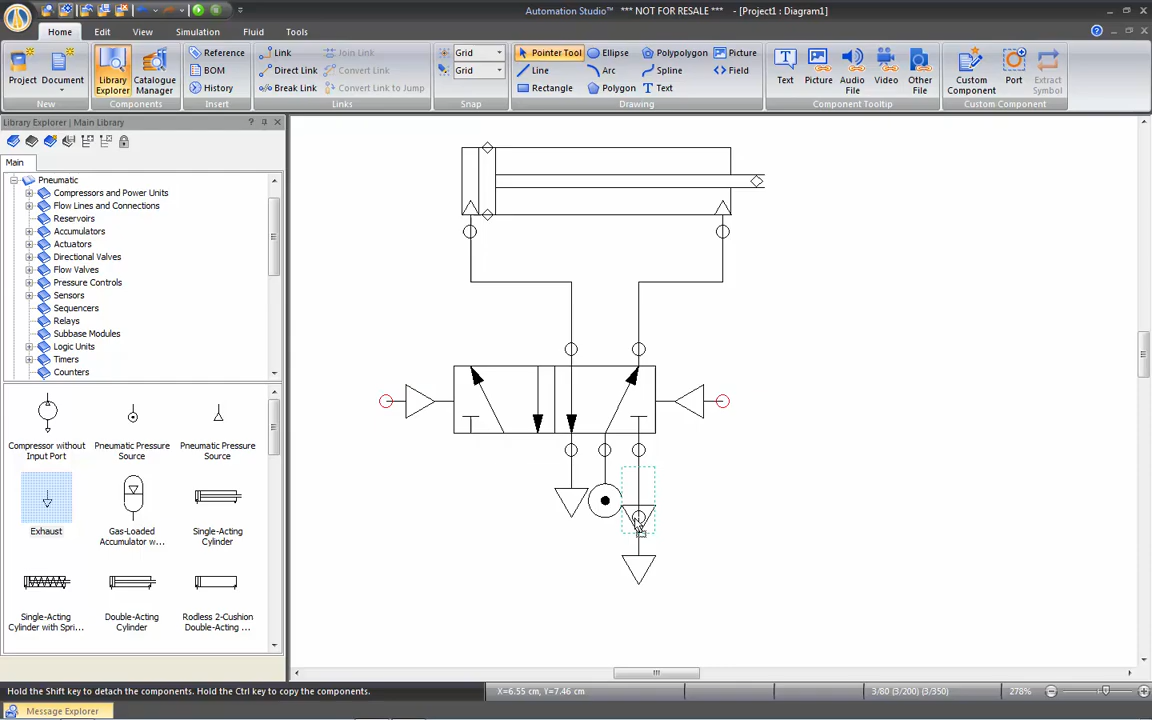 Automation Studio™ *** NOT FOR RESALE *** - [Project1 : Diagram1]
Home Edit View Simulation Fluid Tools
Project Document
New
Library Explorer Catalogue Manager
Components
Reference
BOM
History
Insert
Link Join Link
Direct Link Convert Link
Break Link Convert Link to Jump
Links
Grid
Grid
Snap
Pointer Tool Ellipse Polypolygon Picture
Line Arc Spline Field
Rectangle Polygon Text
Drawing
Text Picture Audio File Video Other File
Component Tooltip
Custom Component Port Extract Symbol
Custom Component
Library Explorer | Main Library
Main
Pneumatic
Compressors and Power Units
Flow Lines and Connections
Reservoirs
Accumulators
Actuators
Directional Valves
Flow Valves
Pressure Controls
Sensors
Sequencers
Relays
Subbase Modules
Logic Units
Timers
Counters
Compressor without Input Port
Pneumatic Pressure Source
Pneumatic Pressure Source
Exhaust
Gas-Loaded Accumulator w...
Single-Acting Cylinder
Single-Acting Cylinder with Spri...
Double-Acting Cylinder
Rodless 2-Cushion Double-Acting ...
Hold the Shift key to detach the components. Hold the Ctrl key to copy the components.
X=6.55 cm, Y=7.46 cm
3/80 (3/200) (3/350)
278%
Message Explorer